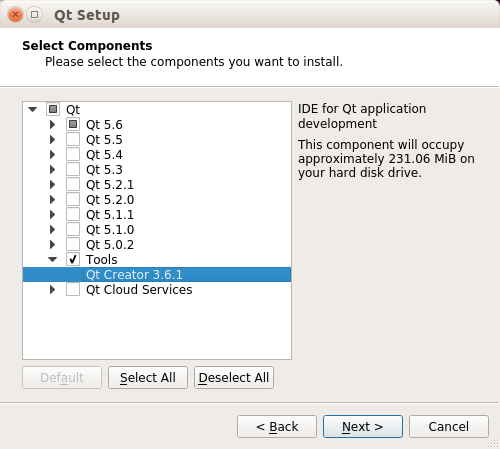 Qt Setup
Select Components
Please select the components you want to install.
Qt
Qt 5.6
Qt 5.5
Qt 5.4
Qt 5.3
Qt 5.2.1
Qt 5.2.0
Qt 5.1.1
Qt 5.1.0
Qt 5.0.2
Tools
Qt Creator 3.6.1
Qt Cloud Services
IDE for Qt application
development
This component will occupy
approximately 231.06 MiB on
your hard disk drive.
Default Select All Deselect All
< Back Next > Cancel